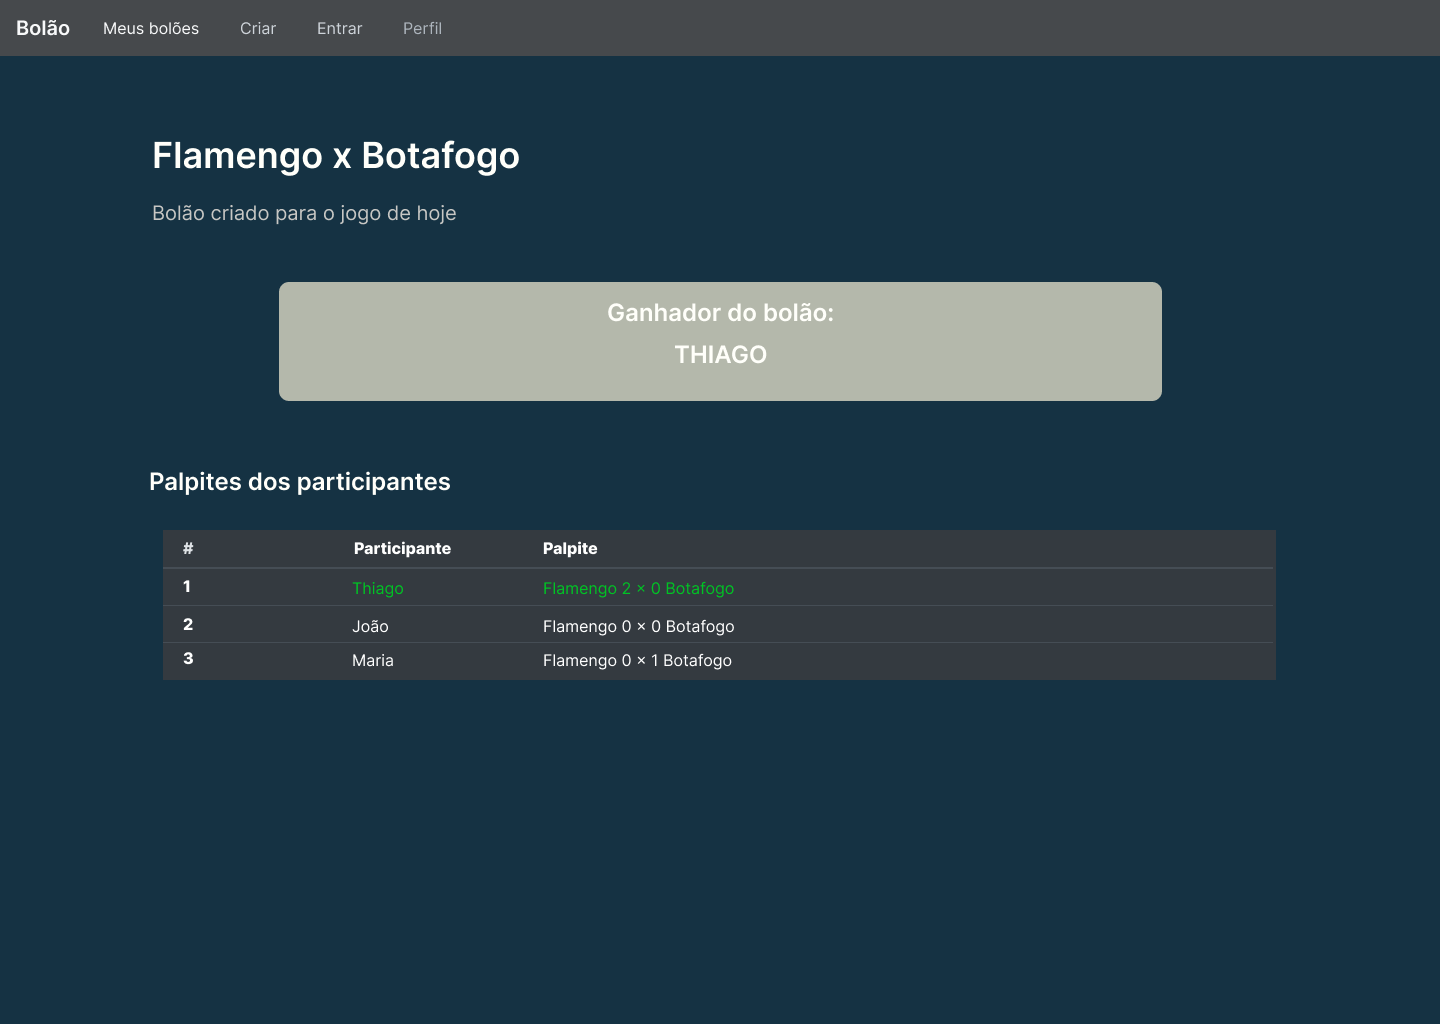 Bolão Meus bolões Criar Entrar Perfil
Flamengo x Botafogo
Bolão criado para o jogo de hoje
Ganhador do bolão:
THIAGO
Palpites dos participantes
# Participante Palpite
1 Thiago Flamengo 2 × 0 Botafogo
2 João Flamengo 0 × 0 Botafogo
3 Maria Flamengo 0 × 1 Botafogo